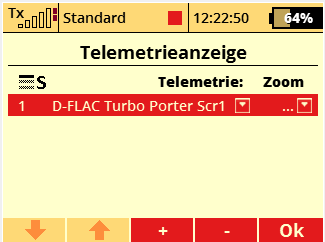 Tx Standard 12:22:50 64%
Telemetrieanzeige
S Telemetrie: Zoom
1 D-FLAC Turbo Porter Scr1 ...
+ - Ok